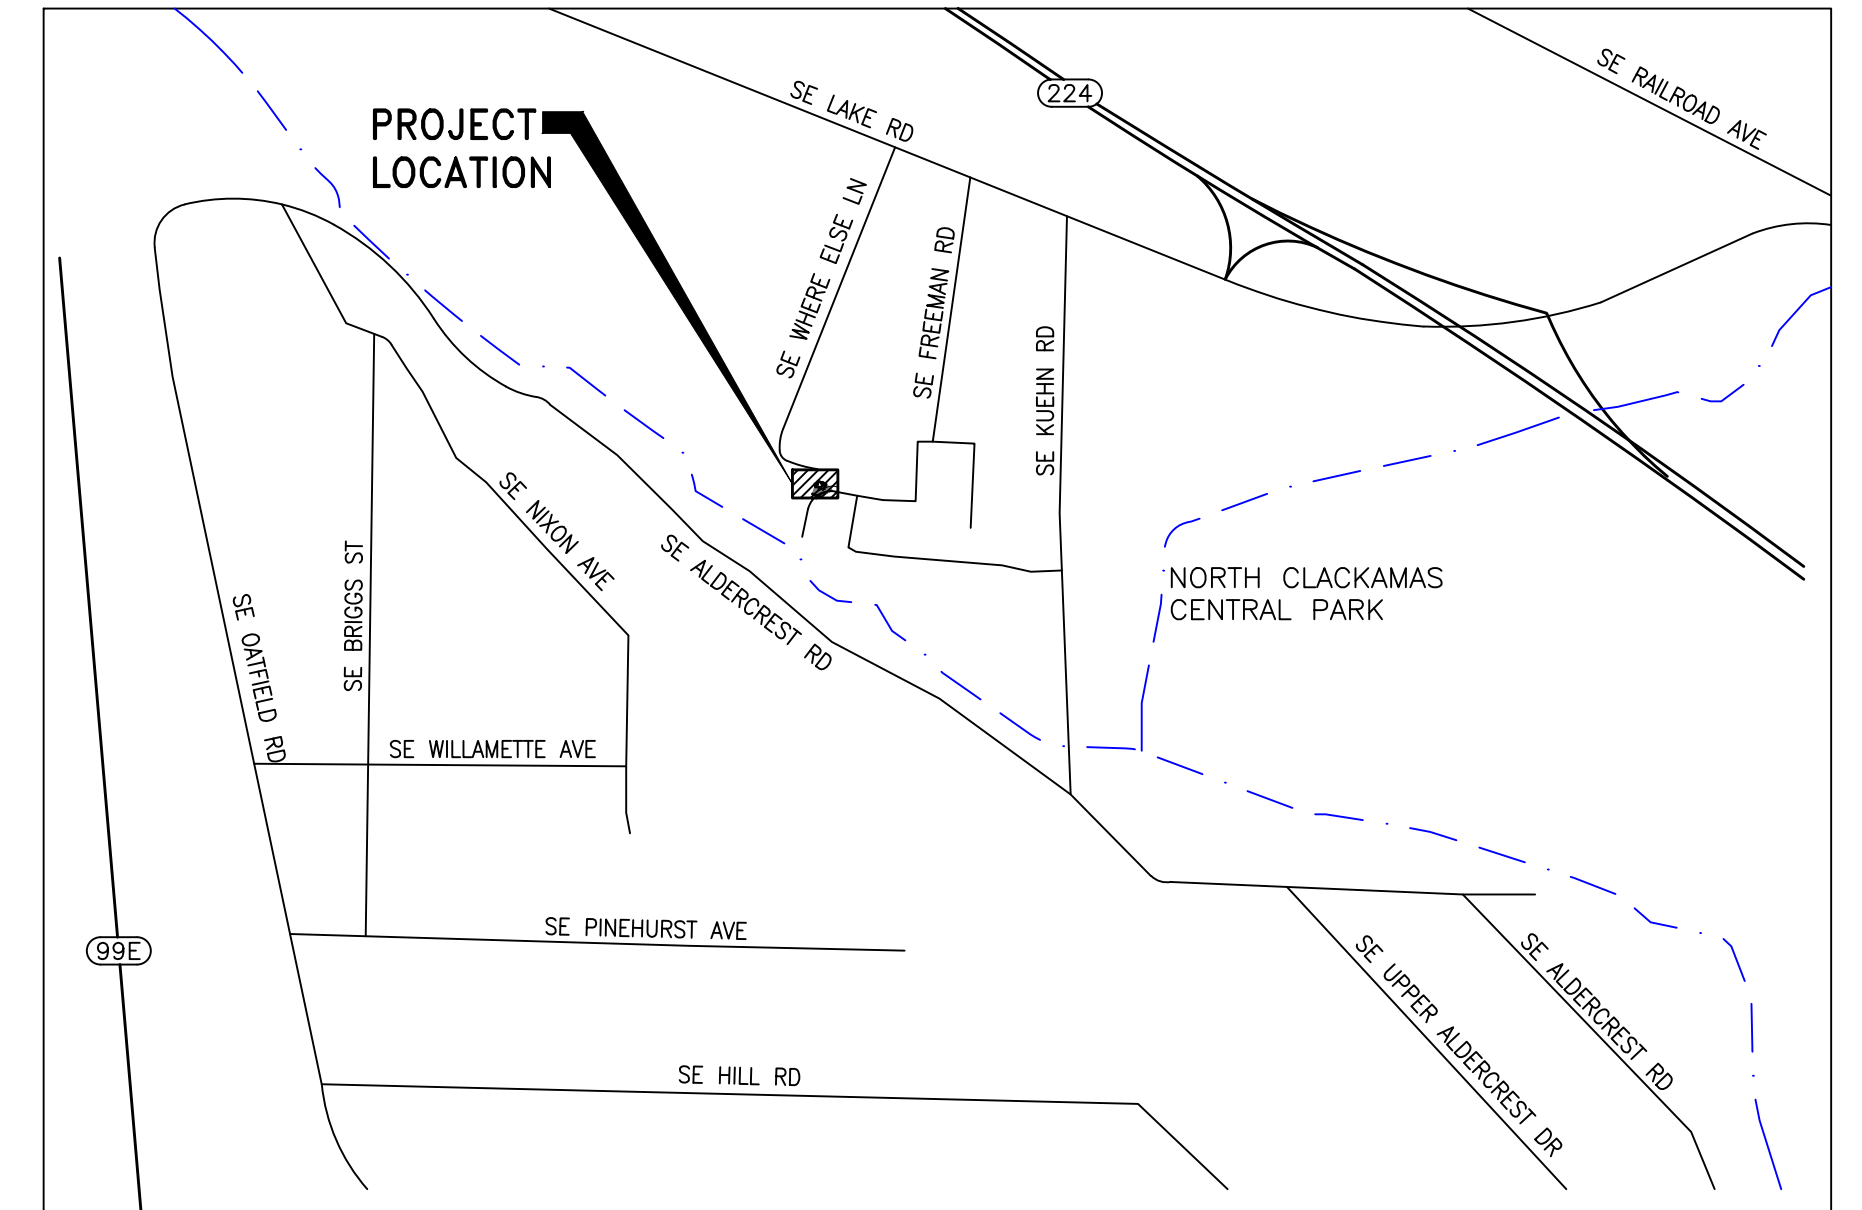 SE RAILROAD AVE
224
SE LAKE RD
PROJECT
LOCATION
SE WHERE ELSE LN
SE FREEMAN RD
SE KUEHN RD
SE NIXON AVE
SE BRIGGS ST
SE ALDERCREST RD
NORTH CLACKAMAS
CENTRAL PARK
SE OATFIELD RD
SE WILLAMETTE AVE
SE PINEHURST AVE
99E
SE UPPER ALDERCREST DR
SE ALDERCREST RD
SE HILL RD